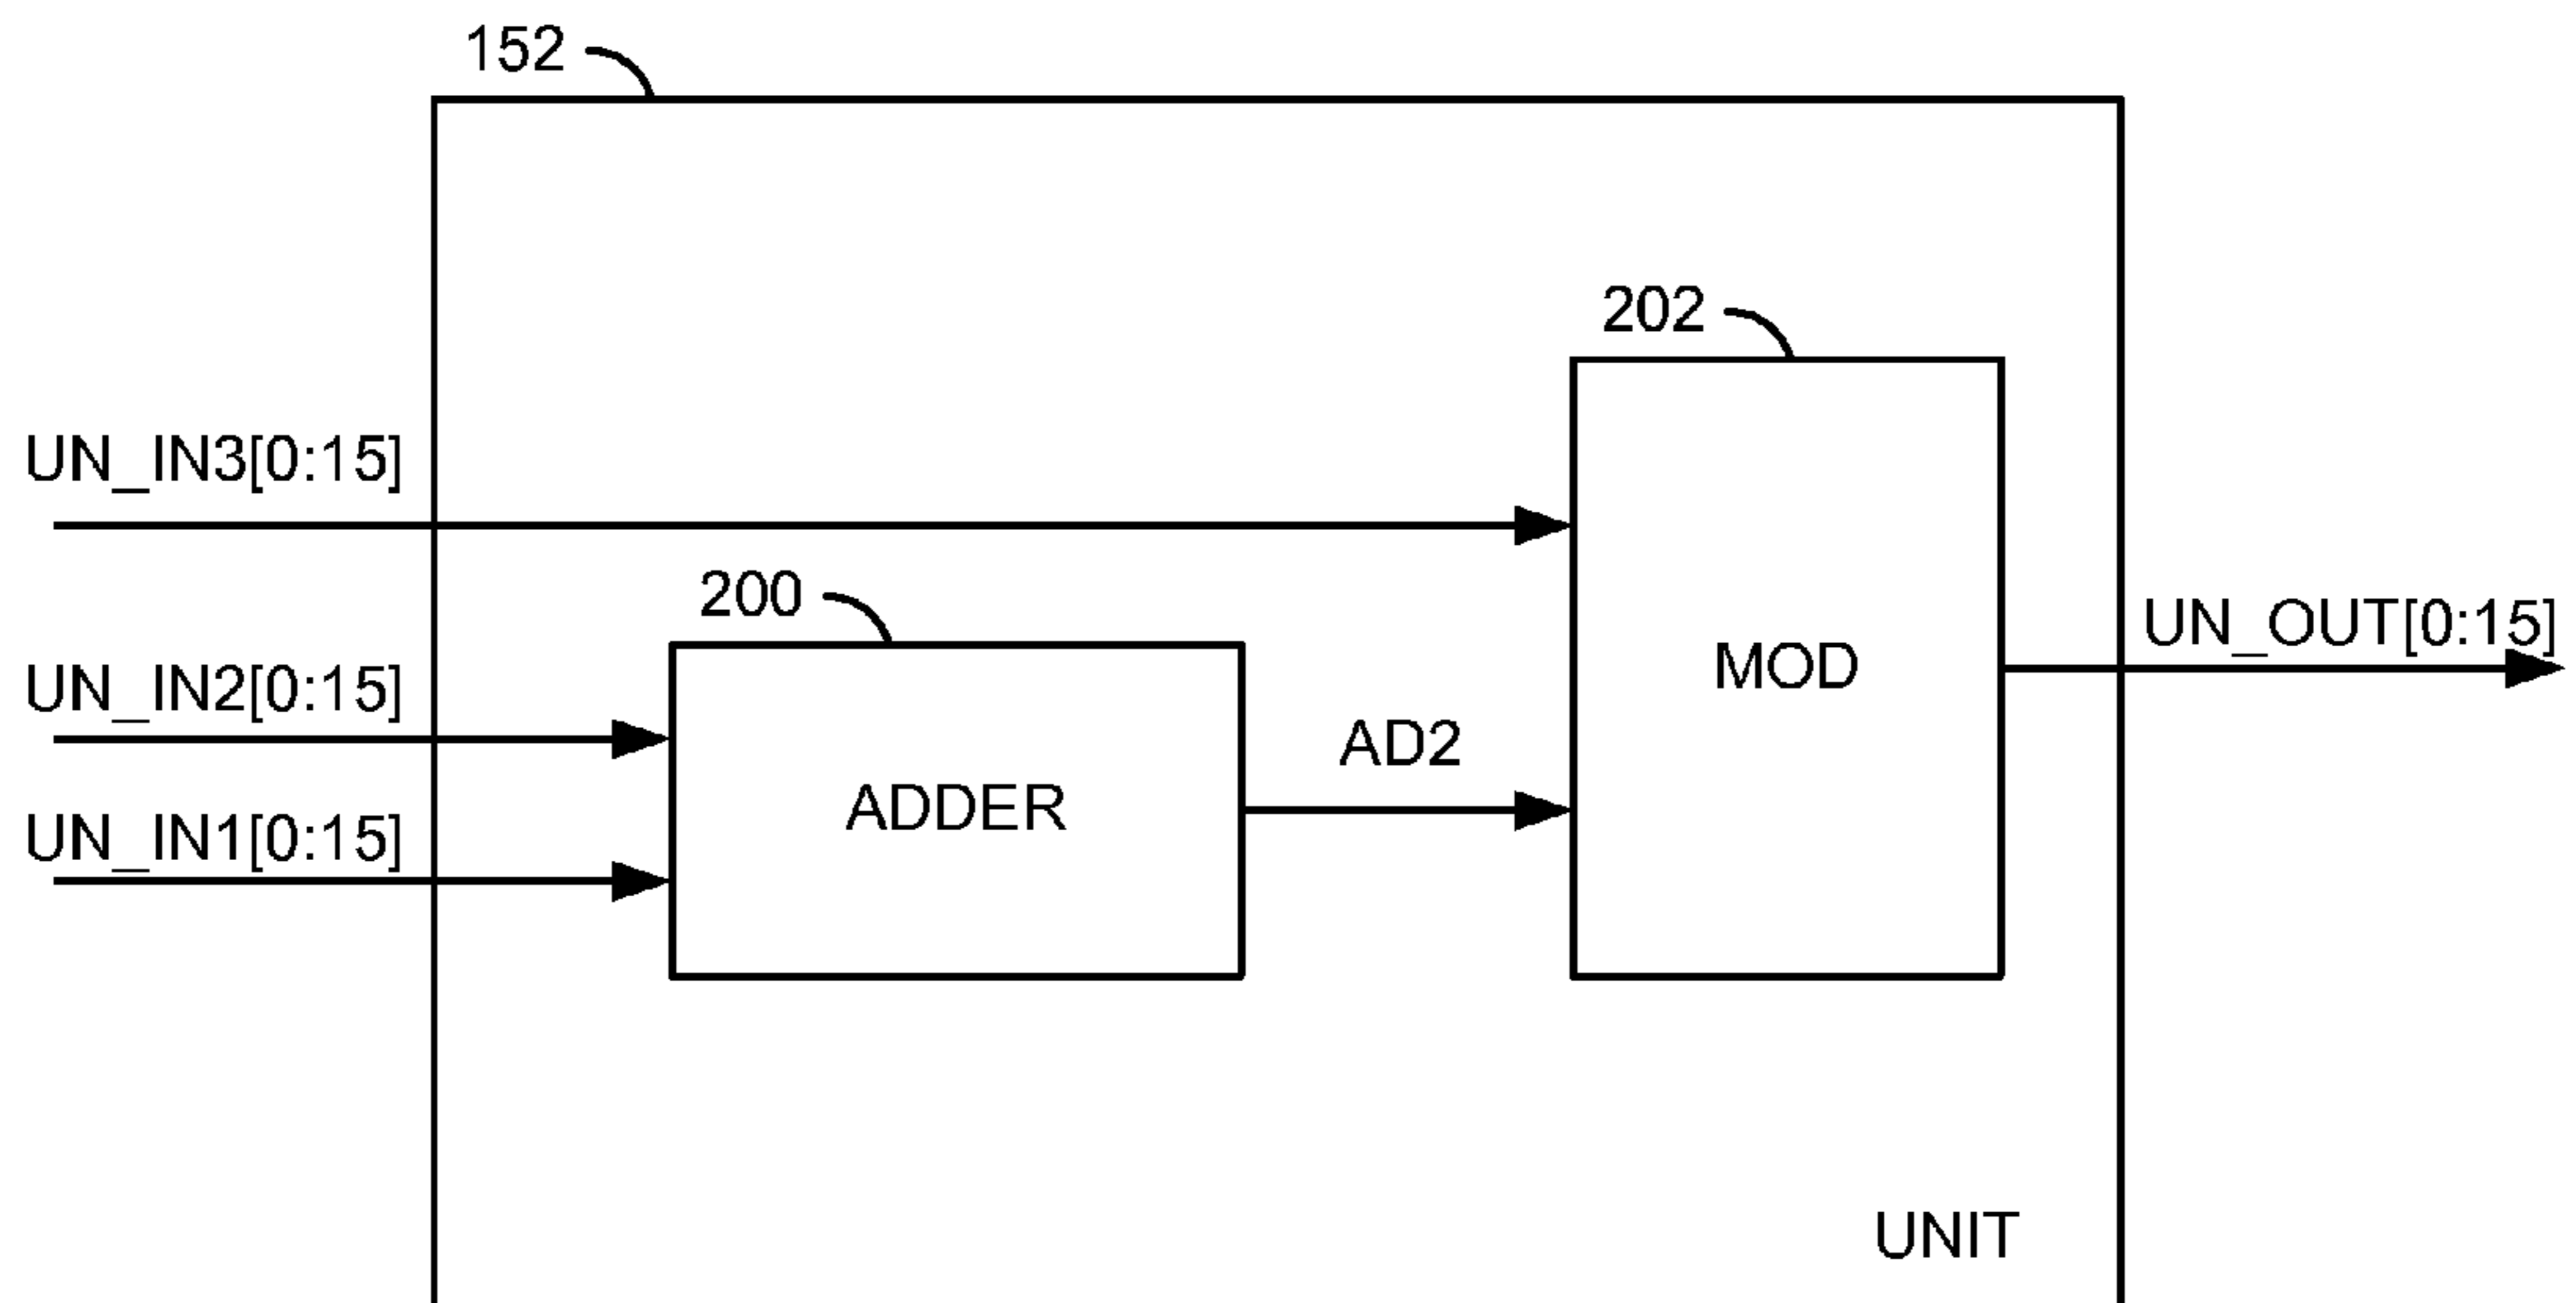 152
202
UN_IN3[0:15]
200
UN_OUT[0:15]
MOD
UN_IN2[0:15]
AD2
ADDER
UN_IN1[0:15]
UNIT